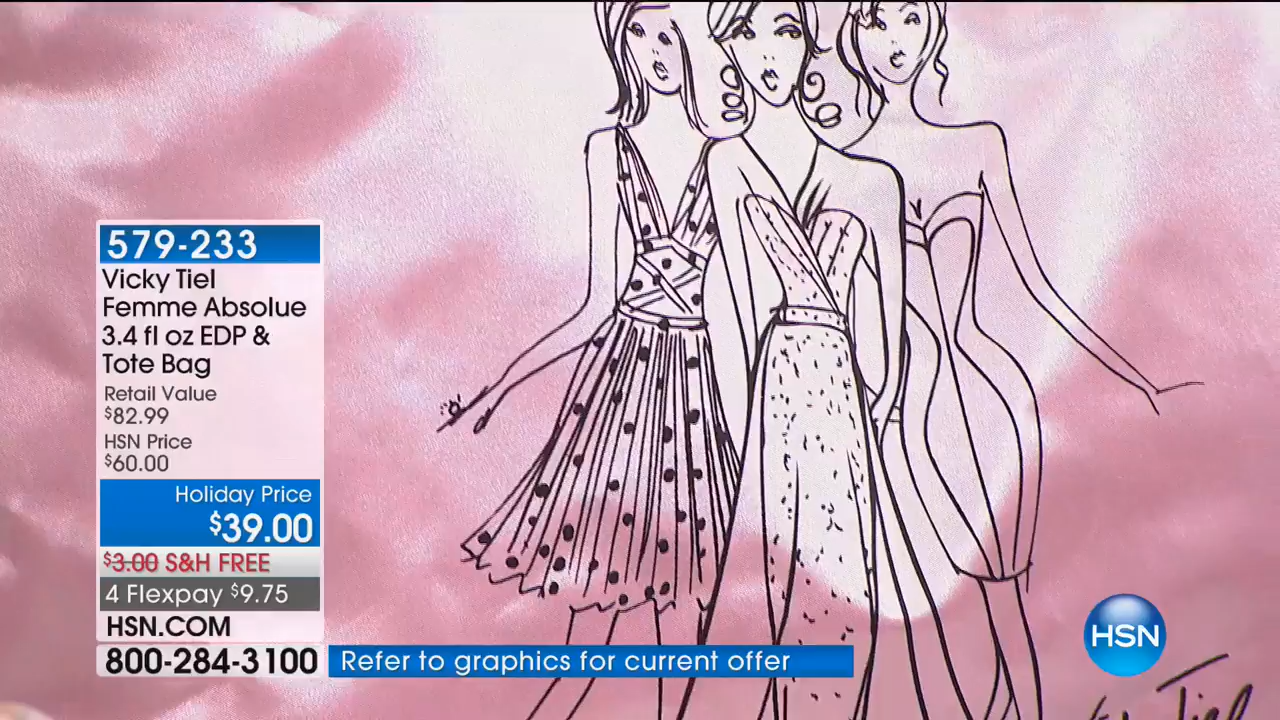 579-233
Vicky Tiel
Femme Absolue
3.4 fl oz EDP &
Tote Bag
Retail Value
$82.99
HSN Price
$60.00
Holiday Price
$39.00
$3.00 S&H FREE
4 Flexpay $9.75
HSN.COM
800-284-3100
Refer to graphics for current offer
HSN
Tiel